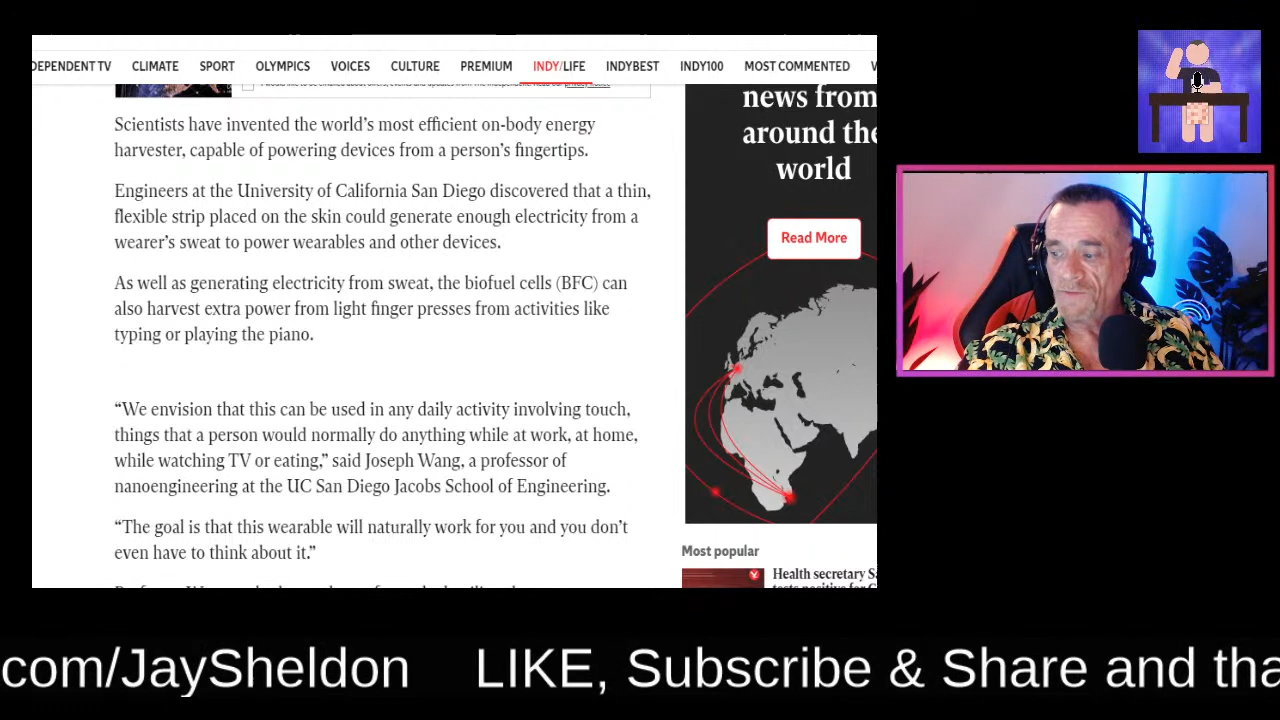 DEPENDENT TV CLIMATE SPORT OLYMPICS VOICES CULTURE PREMIUM INDY/LIFE INDYBEST INDY100 MOST COMMENTED V
Scientists have invented the world’s most efficient on-body energy
harvester, capable of powering devices from a person’s fingertips.
Engineers at the University of California San Diego discovered that a thin,
flexible strip placed on the skin could generate enough electricity from a
wearer’s sweat to power wearables and other devices.
As well as generating electricity from sweat, the biofuel cells (BFC) can
also harvest extra power from light finger presses from activities like
typing or playing the piano.
“We envision that this can be used in any daily activity involving touch,
things that a person would normally do anything while at work, at home,
while watching TV or eating,” said Joseph Wang, a professor of
nanoengineering at the UC San Diego Jacobs School of Engineering.
“The goal is that this wearable will naturally work for you and you don’t
even have to think about it.”
news from
around the
world
Read More
Most popular
Health secretary Sa
com/JaySheldon LIKE, Subscribe & Share and tha